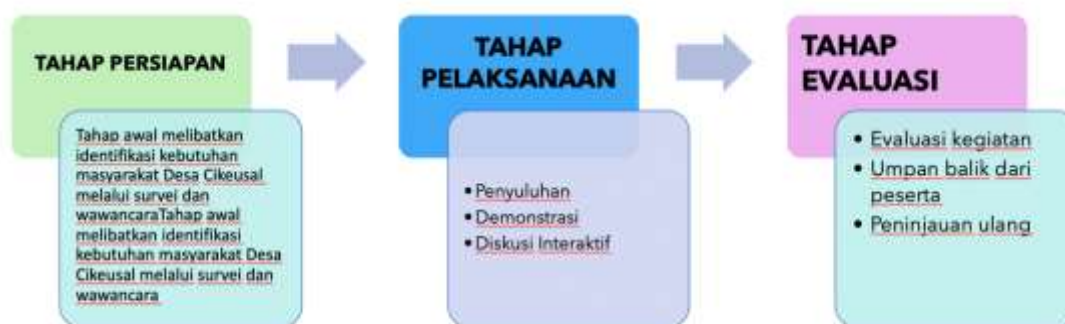 TAHAP PERSIAPAN
Tahap awal melibatkan
identifikasi kebutuhan
masyarakat Desa Cikeusal
melalui survei dan
wawancaraTahap awal
melibatkan identifikasi
kebutuhan masyarakat Desa
Cikeusal melalui survei dan
wawancara
TAHAP
PELAKSANAAN
• Penyuluhan
• Demonstrasi
• Diskusi Interaktif
TAHAP
EVALUASI
• Evaluasi kegiatan
• Umpan balik dari
peserta
• Peninjauan ulang